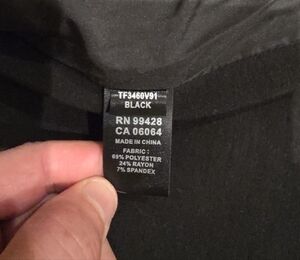 TF3460V91
BLACK
RN 99428
CA 06064
MADE IN CHINA
FABRIC :
69% POLYESTER
24% RAYON
7% SPANDEX